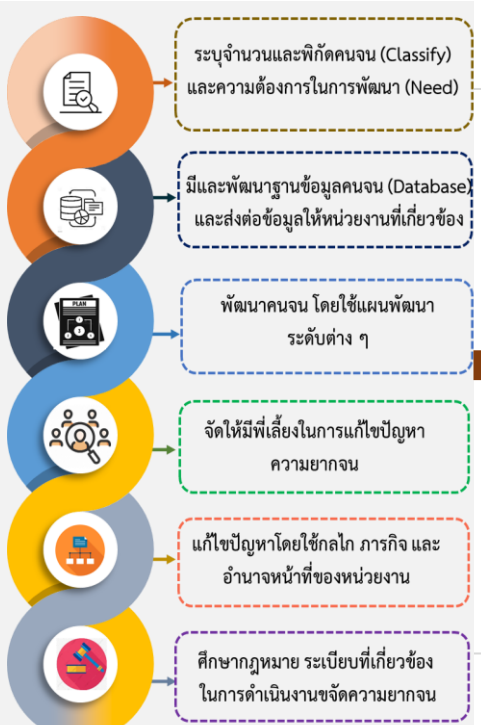 ระบุจำนวนและพิกัดคนจน (Classify)
และความต้องการในการพัฒนา (Need)
มีและพัฒนาฐานข้อมูลคนจน (Database)
และส่งต่อข้อมูลให้หน่วยงานที่เกี่ยวข้อง
PLAN
พัฒนาคนจน โดยใช้แผนพัฒนา
ระดับต่าง ๆ
จัดให้มีพี่เลี้ยงในการแก้ไขปัญหา
ความยากจน
แก้ไขปัญหาโดยใช้กลไก ภารกิจ และ
อำนาจหน้าที่ของหน่วยงาน
ศึกษากฎหมาย ระเบียบที่เกี่ยวข้อง
ในการดำเนินงานขจัดความยากจน